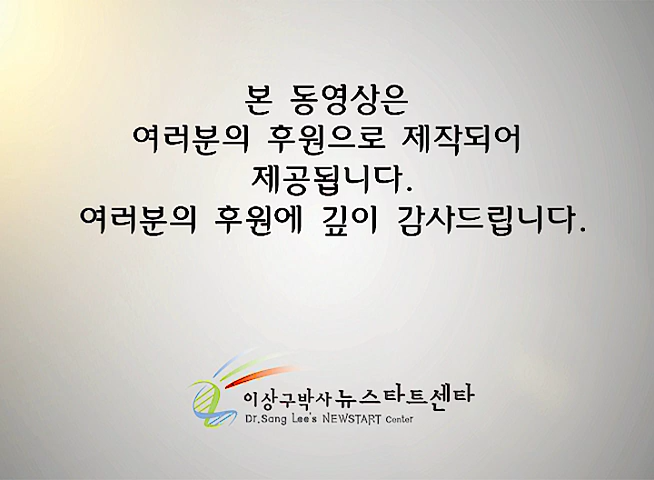 본 동영상은
여러분의 후원으로 제작되어
제공됩니다.
여러분의 후원에 깊이 감사드립니다.
이상구박사 뉴스타트센타
Dr.Sang Lee's NEWSTART Center